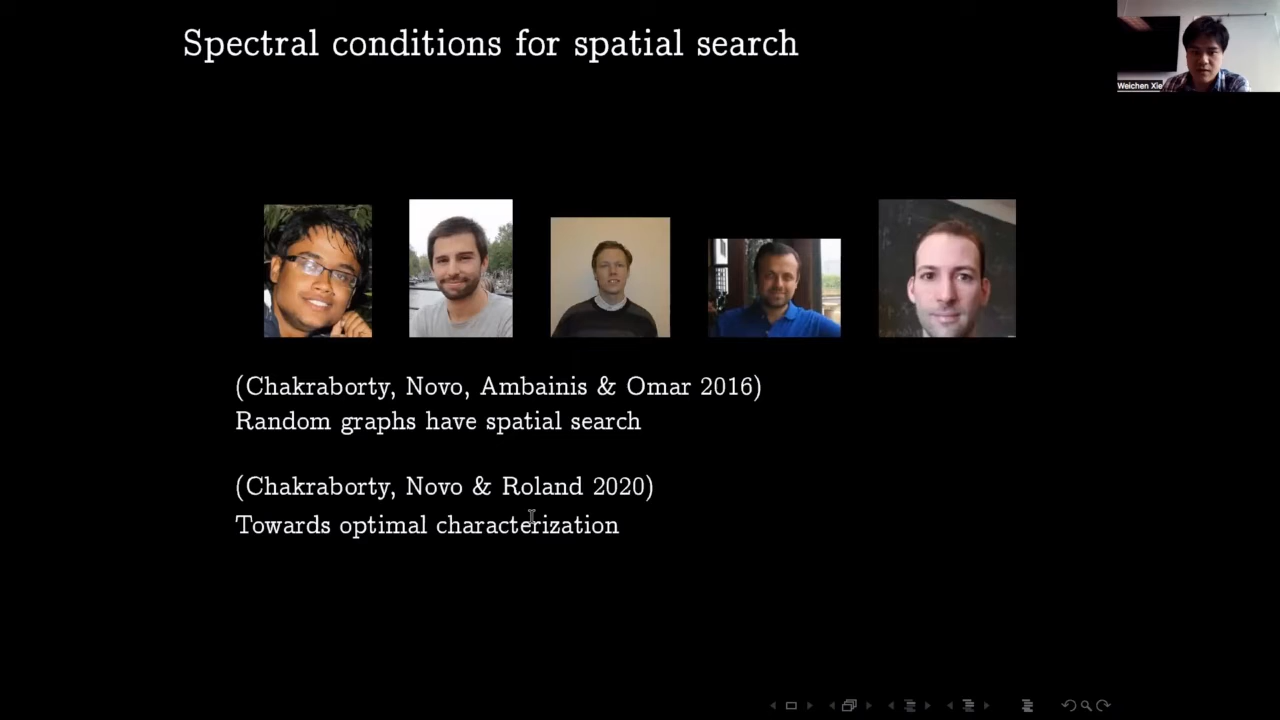 Spectral conditions for spatial search
Weichen Xie
(Chakraborty, Novo, Ambainis & Omar 2016)
Random graphs have spatial search
(Chakraborty, Novo & Roland 2020)
Towards optimal characterization